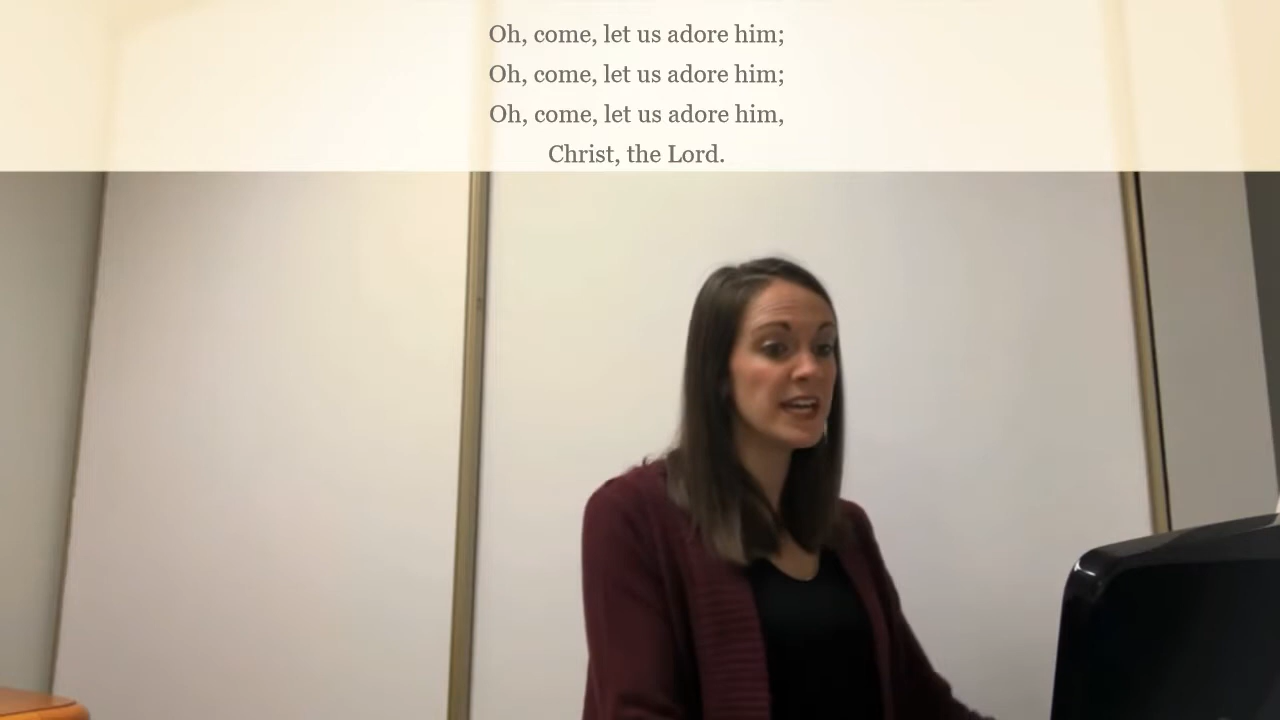 Oh, come, let us adore him;
Oh, come, let us adore him;
Oh, come, let us adore him,
Christ, the Lord.